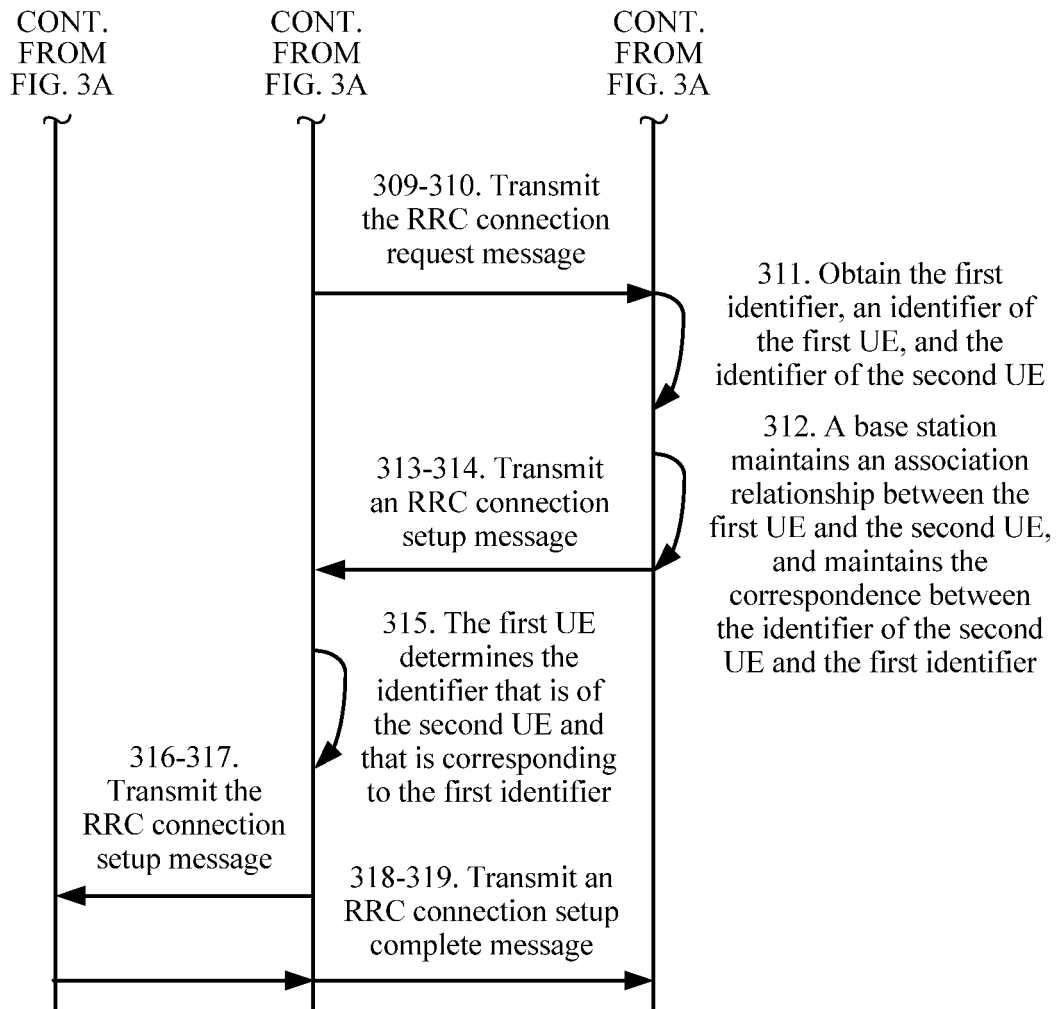 CONT.
FROM
FIG. 3A
CONT.
FROM
FIG. 3A
CONT.
FROM
FIG. 3A
309-310. Transmit
the RRC connection
request message
311. Obtain the first
identifier, an identifier of
the first UE, and the
identifier of the second UE
312. A base station
maintains an association
relationship between the
first UE and the second UE,
and maintains the
correspondence between
the identifier of the second
UE and the first identifier
313-314. Transmit
an RRC connection
setup message
315. The first UE
determines the
identifier that is of
the second UE and
that is corresponding
to the first identifier
316-317.
Transmit the
RRC connection
setup message
318-319. Transmit an
RRC connection setup
complete message